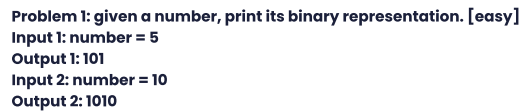 Problem 1: given a number, print its binary representation. [easy]
Input 1: number = 5
Output 1: 101
Input 2: number = 10
Output 2: 1010